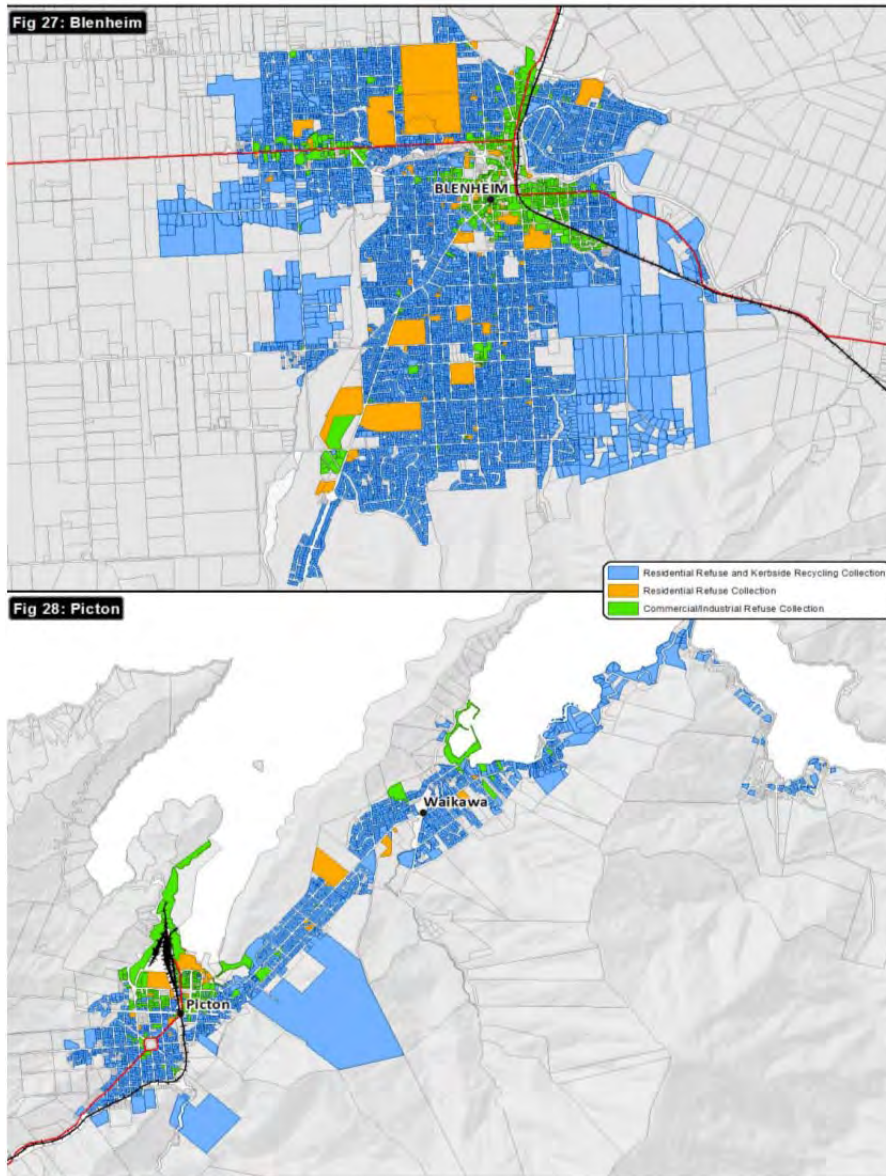 Fig 27: Blenheim
BLENHEIM
Residential Refuse and Kerbside Recycling Collection
Residential Refuse Collection
Commercial/Industrial Refuse Collection
Fig 28: Picton
Waikawa
Picton